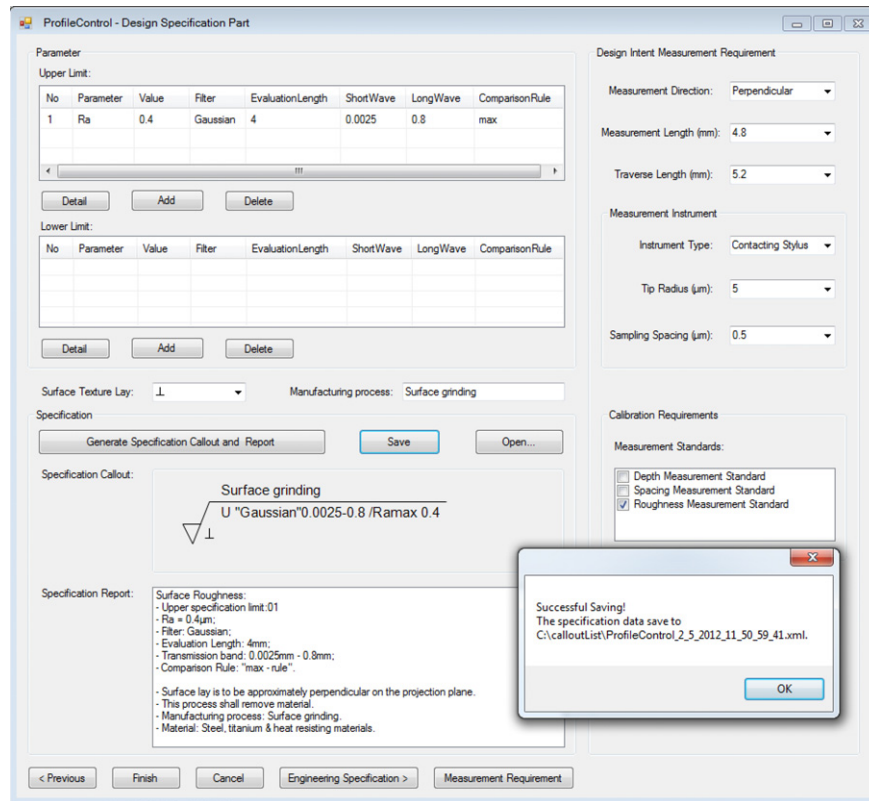 ProfileControl - Design Specification Part
Parameter
Upper Limit:
No Parameter Value Filter EvaluationLength ShortWave LongWave ComparisonRule
1 Ra 0.4 Gaussian 4 0.0025 0.8 max
Detail Add Delete
Lower Limit:
No Parameter Value Filter EvaluationLength ShortWave LongWave ComparisonRule
Detail Add Delete
Surface Texture Lay: ⊥ Manufacturing process: Surface grinding
Specification
Generate Specification Callout and Report Save Open...
Specification Callout:
Surface grinding
U "Gaussian"0.0025-0.8 /Ramax 0.4
⊥
Specification Report:
Surface Roughness:
- Upper specification limit:01
- Ra = 0.4μm;
- Filter: Gaussian;
- Evaluation Length: 4mm;
- Transmission band: 0.0025mm - 0.8mm;
- Comparison Rule: "max - rule".
- Surface lay is to be approximately perpendicular on the projection plane.
- This process shall remove material.
- Manufacturing process: Surface grinding.
- Material: Steel, titanium & heat resisting materials.
Design Intent Measurement Requirement
Measurement Direction: Perpendicular
Measurement Length (mm): 4.8
Traverse Length (mm): 5.2
Measurement Instrument
Instrument Type: Contacting Stylus
Tip Radius (μm): 5
Sampling Spacing (μm): 0.5
Calibration Requirements
Measurement Standards:
Depth Measurement Standard
Spacing Measurement Standard
Roughness Measurement Standard
Successful Saving!
The specification data save to
C:\calloutList\ProfileControl_2_5_2012_11_50_59_41.xml.
OK
< Previous Finish Cancel Engineering Specification > Measurement Requirement